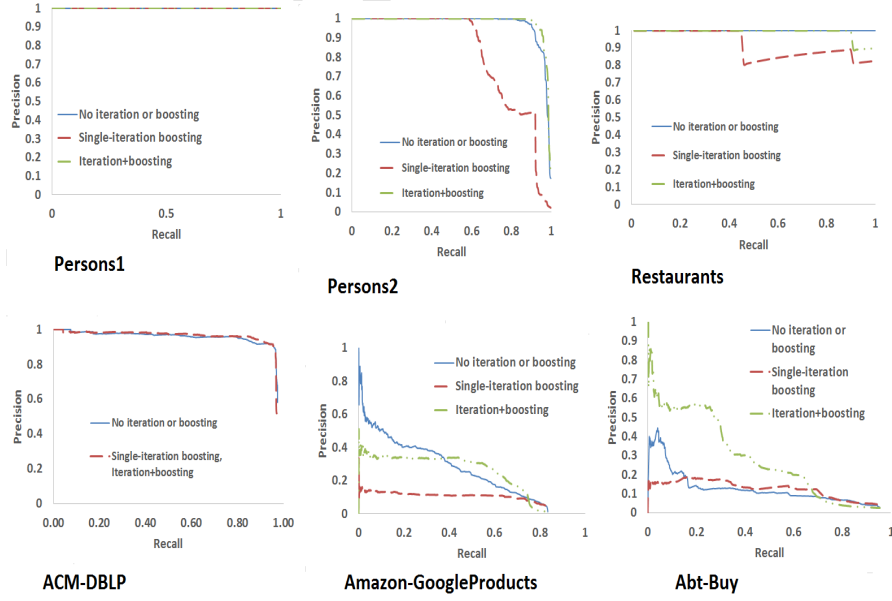 1
0.9
0.8
0.7
0.6
0.5
0.4
0.3
0.2
0.1
0
Precision
No iteration or boosting
Single-iteration boosting
Iteration+boosting
0 0.5 1
Recall
Persons1
1
0.9
0.8
0.7
0.6
0.5
0.4
0.3
0.2
0.1
0
Precision
No iteration or boosting
Single-iteration boosting
Iteration+boosting
0 0.2 0.4 0.6 0.8 1
Recall
Persons2
1
0.9
0.8
0.7
0.6
0.5
0.4
0.3
0.2
0.1
0
Precision
No iteration or boosting
Single-iteration boosting
Iteration+boosting
0 0.2 0.4 0.6 0.8 1
Recall
Restaurants
1
0.8
0.6
0.4
0.2
0
Precision
No iteration or boosting
Single-iteration boosting,
Iteration+boosting
0.00 0.20 0.40 0.60 0.80 1.00
Recall
ACM-DBLP
1
0.8
0.6
0.4
0.2
0
Precision
No iteration or boosting
Single-iteration boosting
Iteration+boosting
0 0.2 0.4 0.6 0.8 1
Recall
Amazon-GoogleProducts
1
0.9
0.8
0.7
0.6
0.5
0.4
0.3
0.2
0.1
0
Precision
No iteration or
boosting
Single-iteration
boosting
Iteration+boosting
0 0.2 0.4 0.6 0.8 1
Recall
Abt-Buy